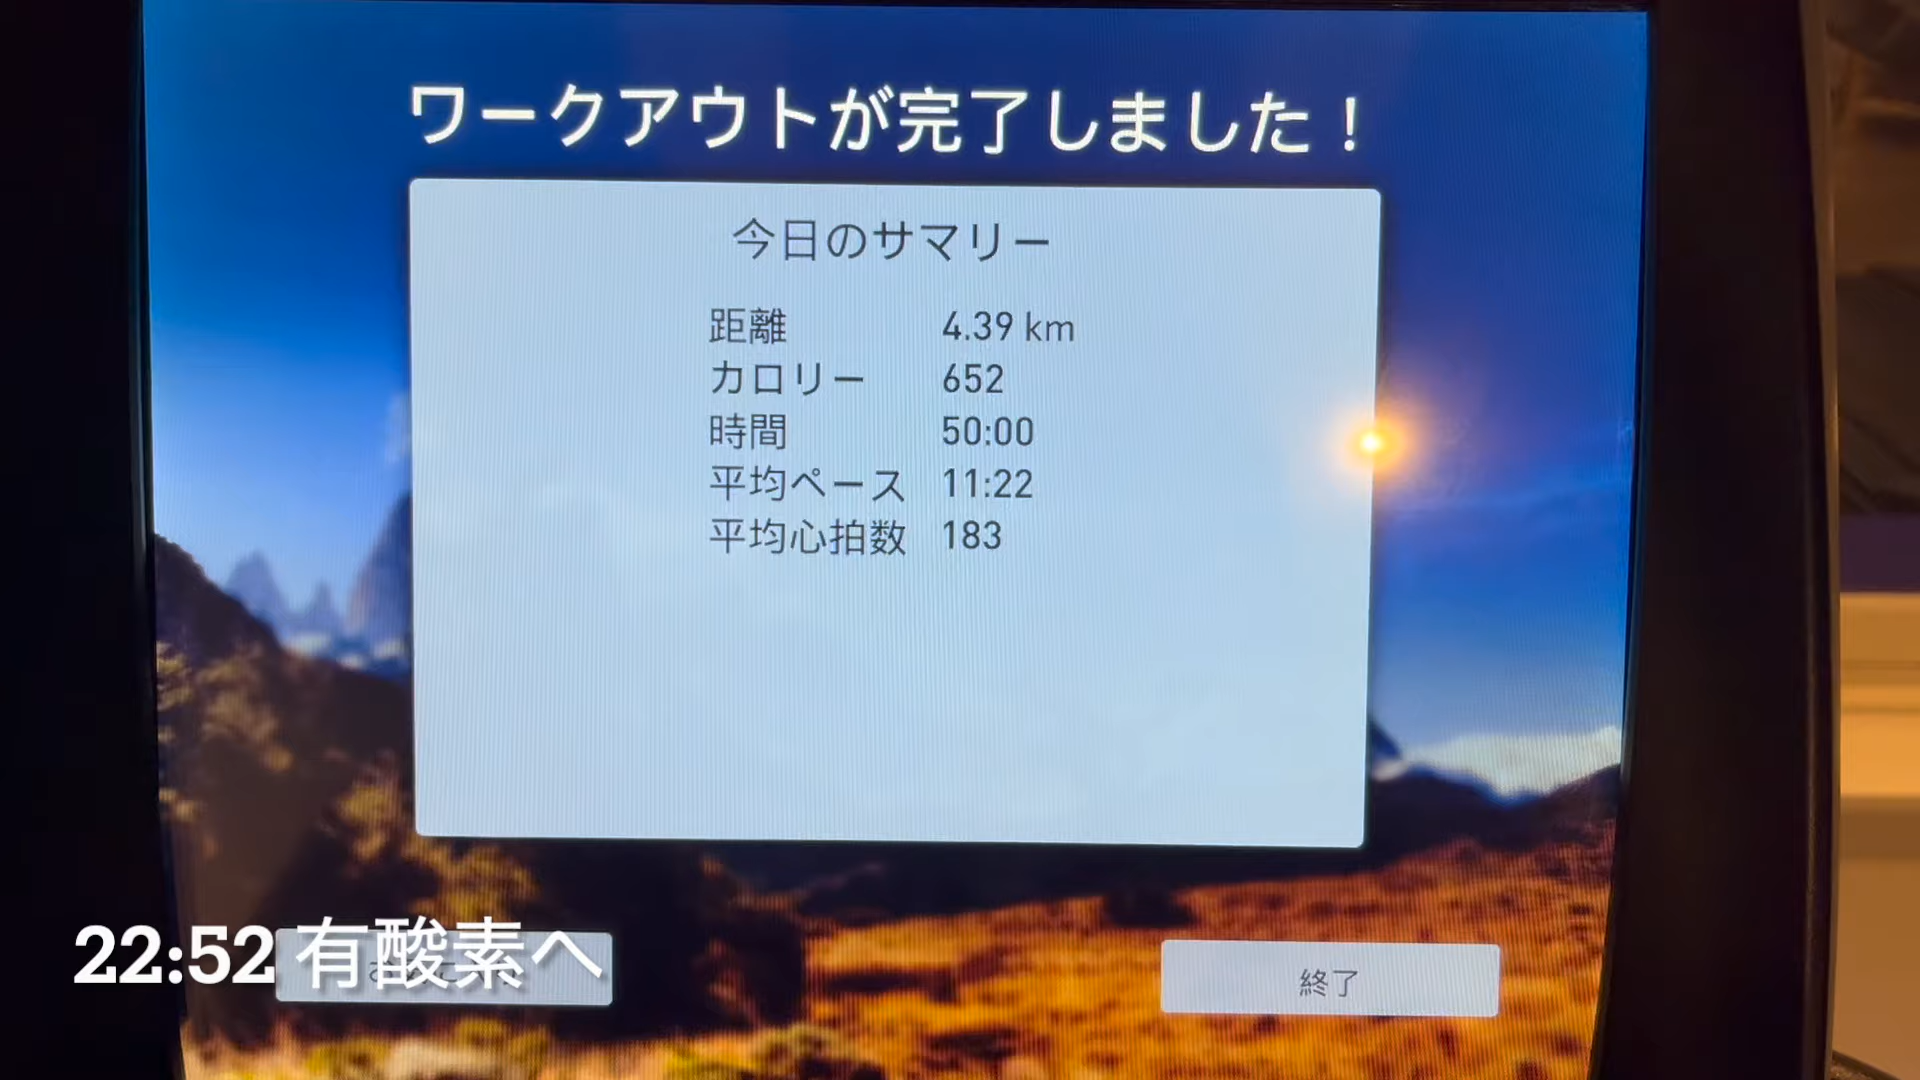 ワークアウトが完了しました！
今日のサマリー
距離 4.39 km
カロリー 652
時間 50:00
平均ペース 11:22
平均心拍数 183
22:52 有酸素へ
終了